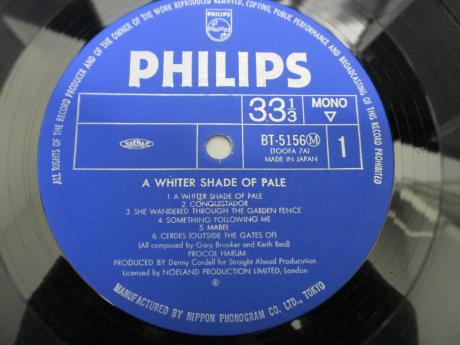 ALL RIGHTS OF THE RECORD PRODUCER AND OF THE OWNER OF THE WORK REPRODUCED RESERVED, COPYING, PUBLIC PERFORMANCE AND BROADCASTING OF THIS RECORD PROHIBITED
PHILIPS
PHILIPS
33 1/3
MONO
▽
BT-5156 Ⓜ
(TOOFA 7A)
MADE IN JAPAN
1
A WHITER SHADE OF PALE
1. A WHITER SHADE OF PALE
2. CONGUSTADOR
3. SHE WANDERED THROUGH THE GARDEN FENCE
4. SOMETHING FOLLOWING ME
5. MABEL
6. CERDES (OUTSIDE THE GATES OF)
(All composed by Gary Brooker and Keith Reid)
PROCOL HARUM
PRODUCED BY Denny Cordell for Straight Ahead Production
Licensed by NOELAND PRODUCTION LIMITED, London
MANUFACTURED BY NIPPON PHONOGRAM CO. LTD., TOKYO